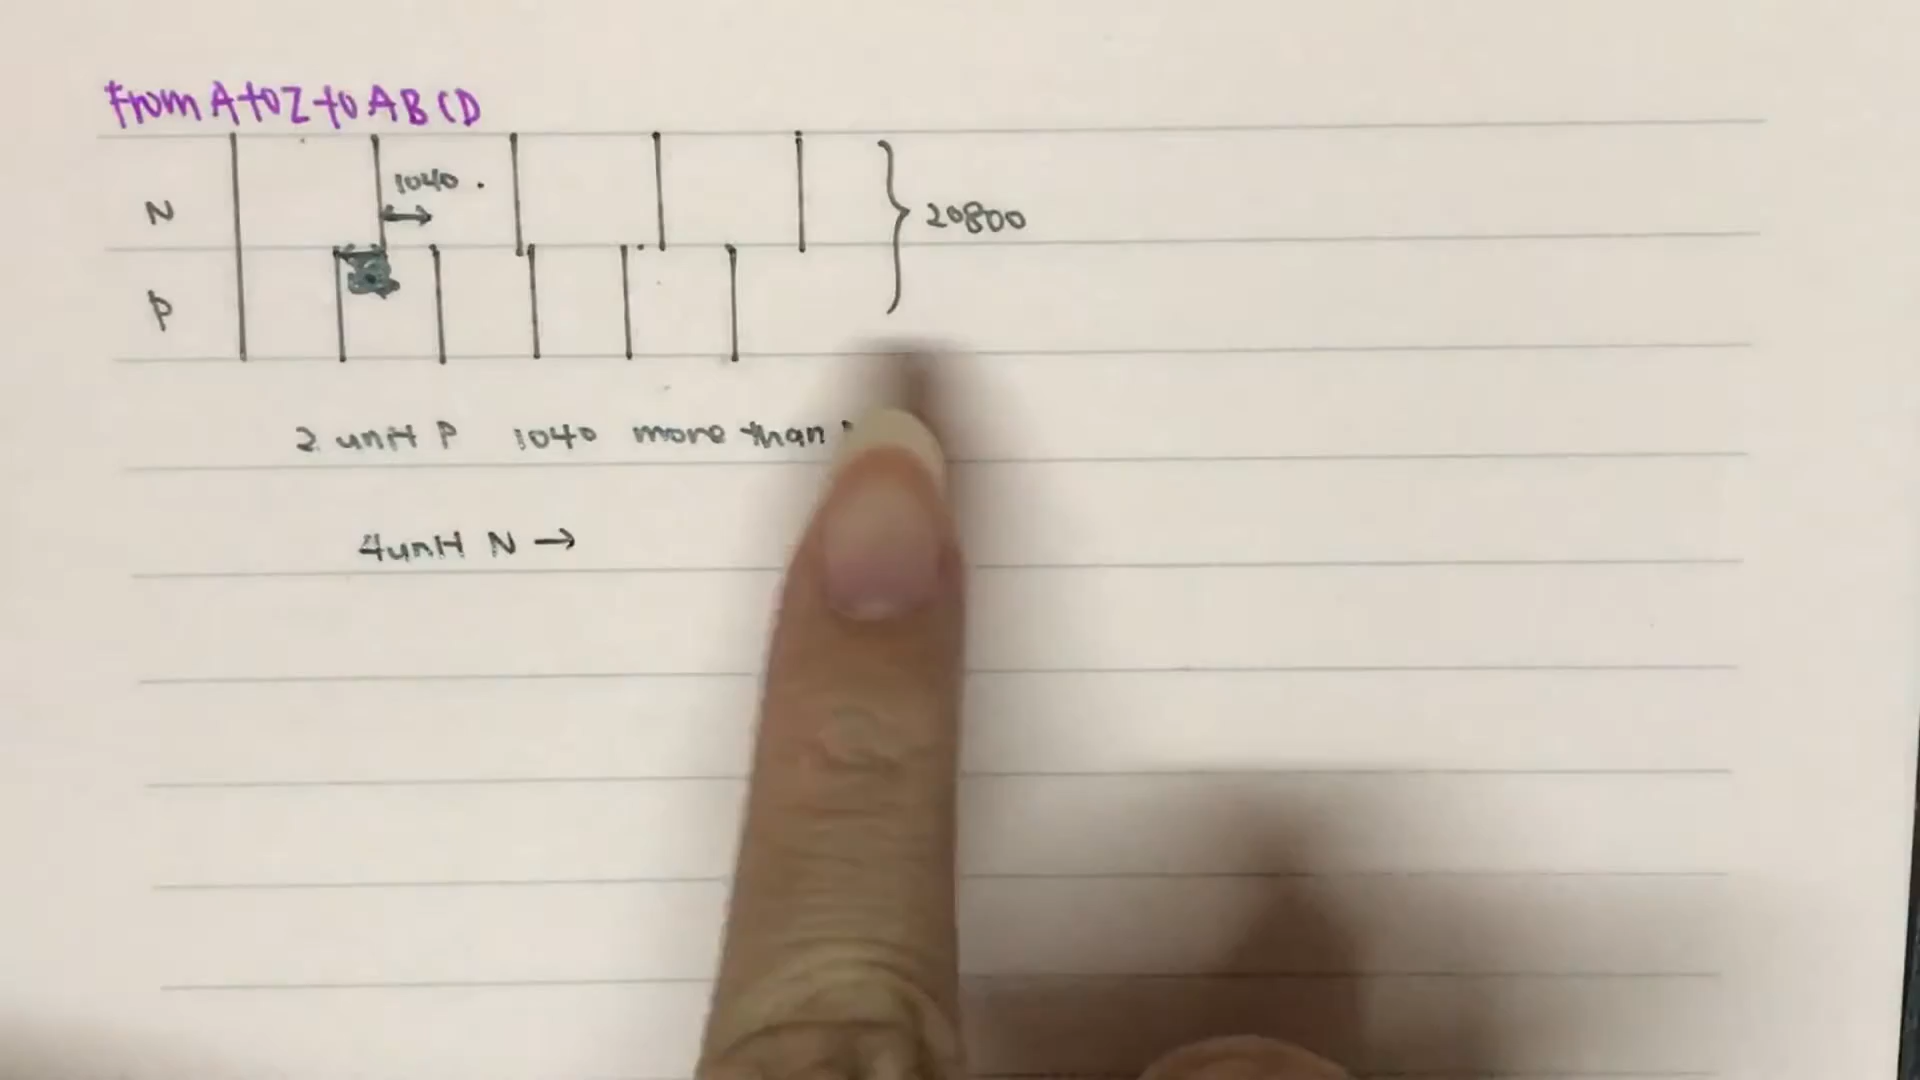 From A to Z to ABCD
1040
N
20800
P
2 unit P 1040 more than
4 unit N →